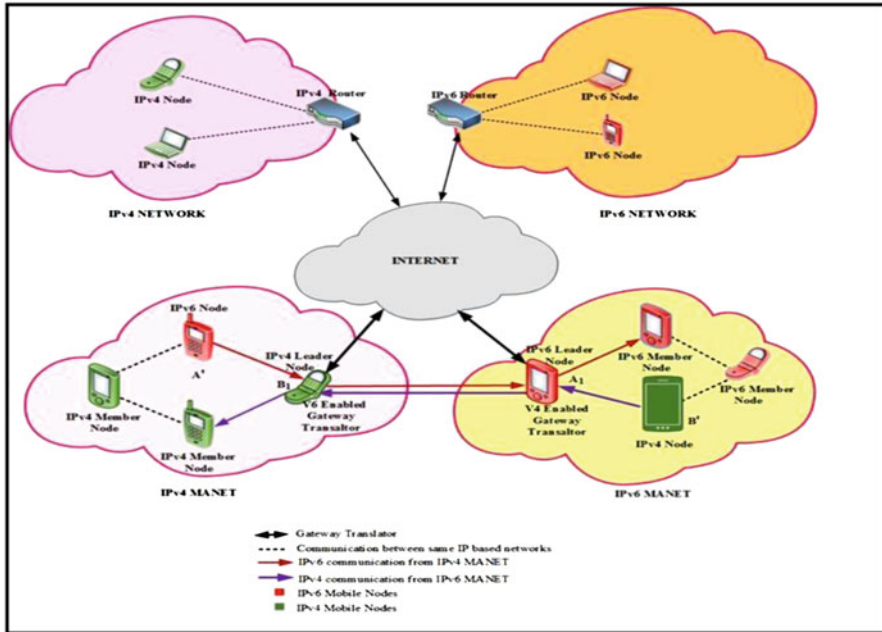 IPv4 Router
IPv6 Router
IPv4 Node
IPv6 Node
IPv4 Node
IPv6 Node
IPv4 NETWORK
IPv6 NETWORK
INTERNET
IPv6 Node
IPv4 Leader
Node
IPv6 Leader
Node
IPv6 Member
Node
A'
B1
A1
IPv6 Member
Node
IPv4 Member
Node
V6 Enabled
Gateway
Transaltor
V4 Enabled
Gateway
Transaltor
B'
IPv4 Node
IPv4 Member
Node
IPv4 MANET
IPv6 MANET
Gateway Translator
Communication between same IP based networks
IPv6 communication from IPv4 MANET
IPv4 communication from IPv6 MANET
IPv6 Mobile Nodes
IPv4 Mobile Nodes